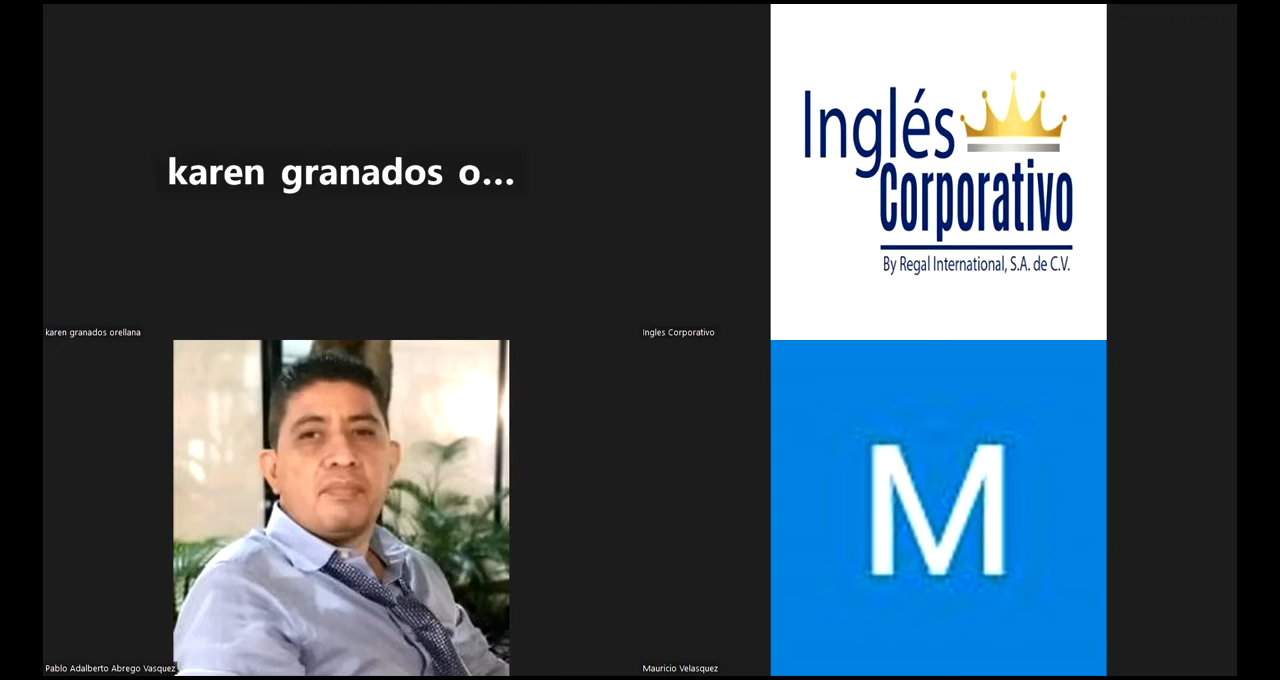 karen granados o...
karen granados orellana
Inglés
Corporativo
By Regal International, S.A. de C.V.
Ingles Corporativo
Pablo Adalberto Abrego Vasquez
M
Mauricio Velasquez